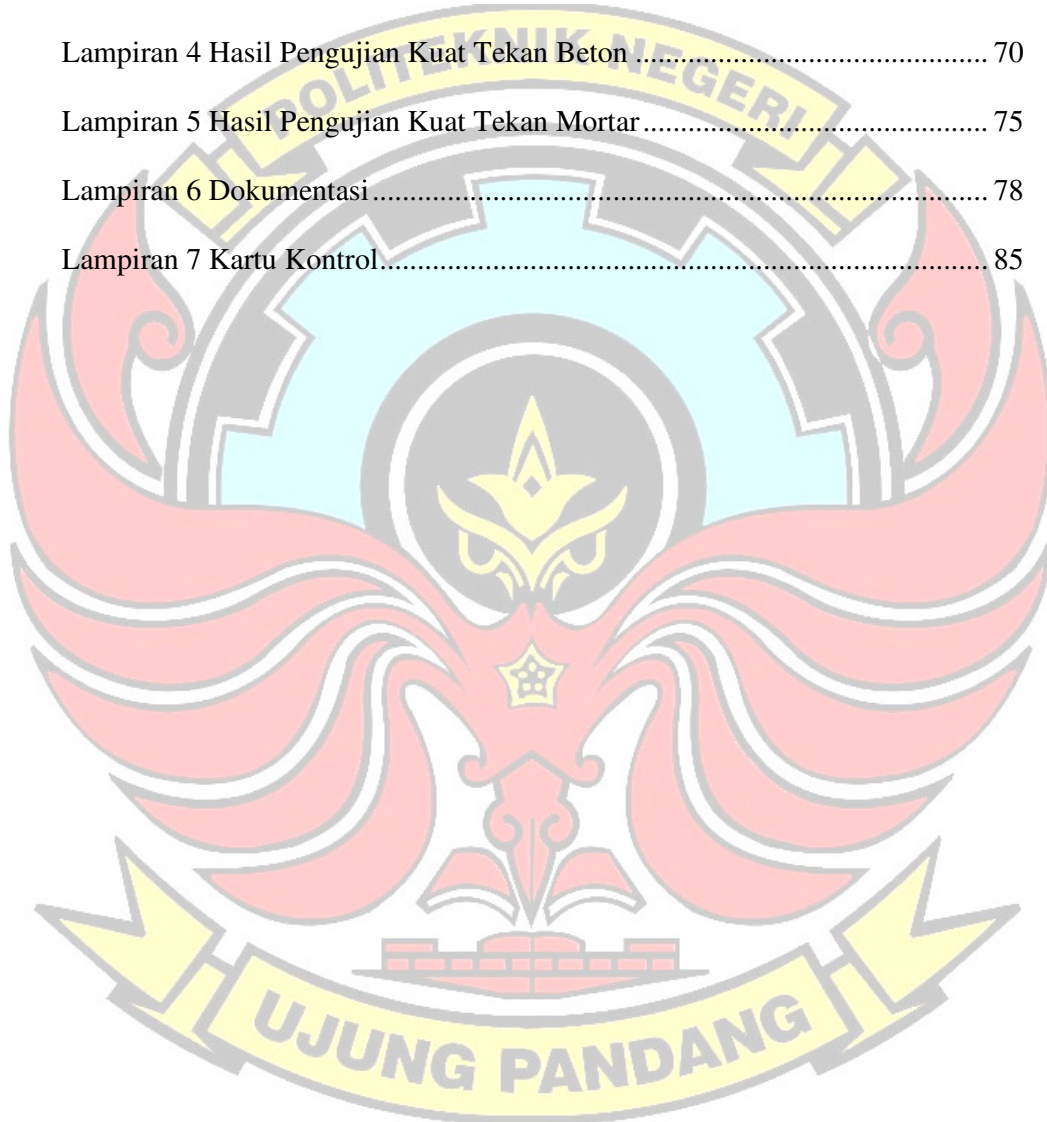 Lampiran 4 Hasil Pengujian Kuat Tekan Beton ............................................... 70
Lampiran 5 Hasil Pengujian Kuat Tekan Mortar .............................................. 75
Lampiran 6 Dokumentasi ................................................................................... 78
Lampiran 7 Kartu Kontrol.................................................................................. 85
POLITEKNIK NEGERI
UJUNG PANDANG